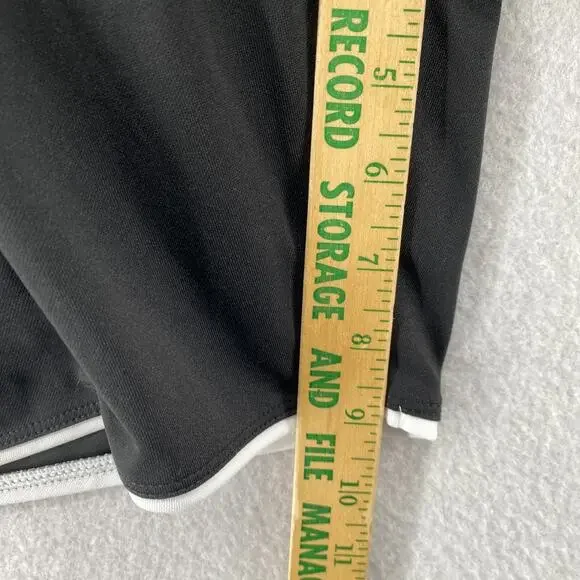 RECORD STORAGE AND FILE MANA
5 6 7 8 9 10 11